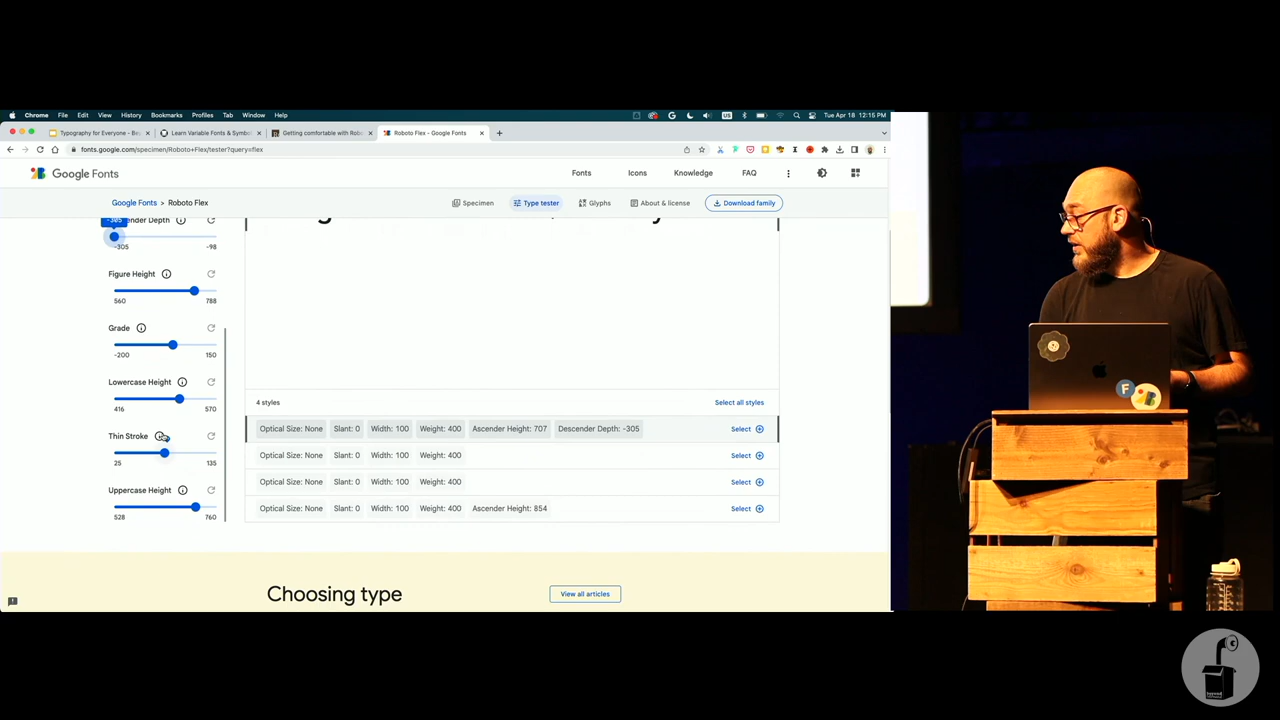 Chrome File Edit View History Bookmarks Profiles Tab Window Help
US Tue Apr 18 12:15 PM
Typography for Everyone - Be
Learn Variable Fonts & Symbo
Getting comfortable with Robo
Roboto Flex - Google Fonts
fonts.google.com/specimen/Roboto+Flex/tester?query=flex
Google Fonts
Fonts Icons Knowledge FAQ
Google Fonts > Roboto Flex
Specimen Type tester Glyphs About & license Download family
-305
-305 -98
Figure Height
560 788
Grade
-200 150
Lowercase Height
416 570
Thin Stroke
25 135
Uppercase Height
528 760
4 styles Select all styles
Optical Size: None Slant: 0 Width: 100 Weight: 400 Ascender Height: 707 Descender Depth: -305 Select
Optical Size: None Slant: 0 Width: 100 Weight: 400 Select
Optical Size: None Slant: 0 Width: 100 Weight: 400 Select
Optical Size: None Slant: 0 Width: 100 Weight: 400 Ascender Height: 854 Select
Choosing type
View all articles
F